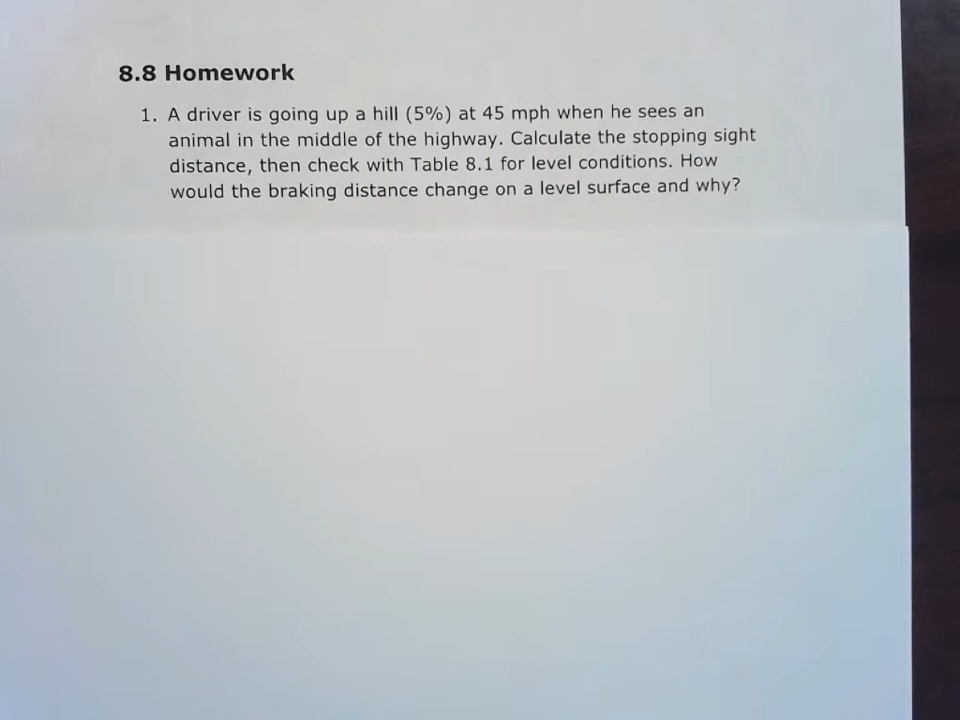 8.8 Homework
1. A driver is going up a hill (5%) at 45 mph when he sees an
animal in the middle of the highway. Calculate the stopping sight
distance, then check with Table 8.1 for level conditions. How
would the braking distance change on a level surface and why?